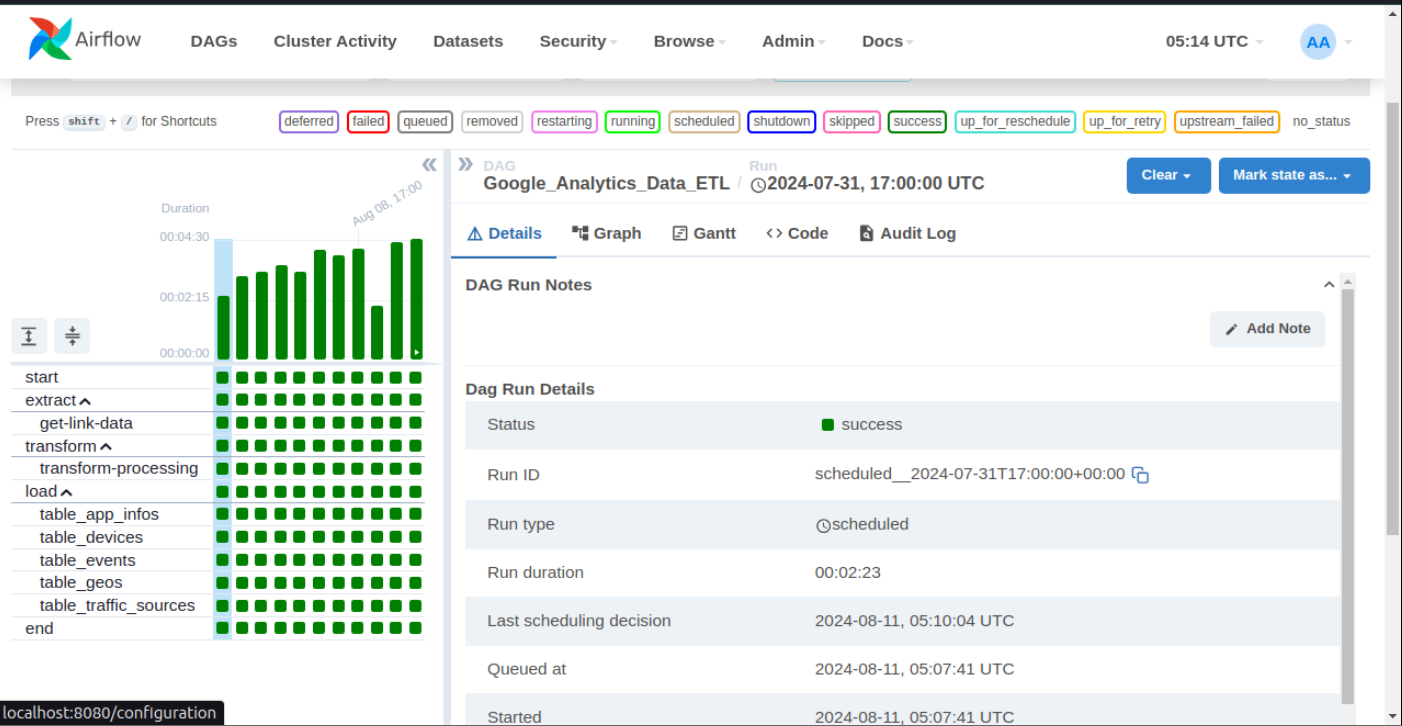 Airflow DAGs Cluster Activity Datasets Security Browse Admin Docs 05:14 UTC AA
Press shift + / for Shortcuts deferred failed queued removed restarting running scheduled shutdown skipped success up_for_reschedule up_for_retry upstream_failed no_status
DAG Run
Google_Analytics_Data_ETL / 2024-07-31, 17:00:00 UTC
Clear Mark state as...
Details Graph Gantt Code Audit Log
Aug 08, 17:00
Duration
00:04:30
00:02:15
00:00:00
start
extract
get-link-data
transform
transform-processing
load
table_app_infos
table_devices
table_events
table_geos
table_traffic_sources
end
DAG Run Notes
Add Note
Dag Run Details
Status success
Run ID scheduled__2024-07-31T17:00:00+00:00
Run type scheduled
Run duration 00:02:23
Last scheduling decision 2024-08-11, 05:10:04 UTC
Queued at 2024-08-11, 05:07:41 UTC
Started 2024-08-11, 05:07:41 UTC
localhost:8080/configuration